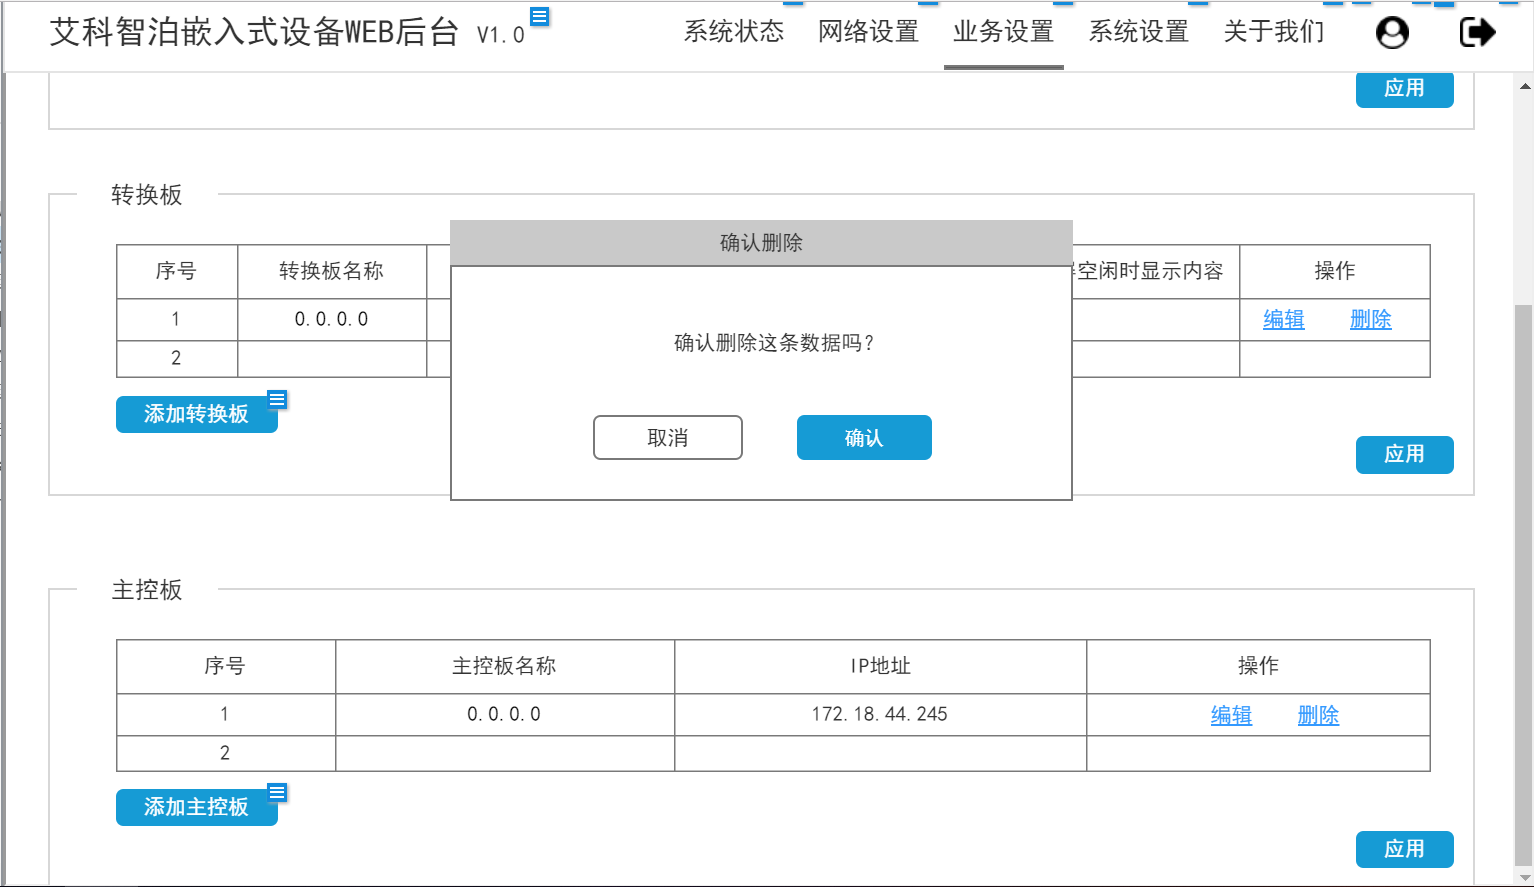 艾科智泊嵌入式设备WEB后台 V1.0 系统状态 网络设置 业务设置 系统设置 关于我们
应用
转换板
确认删除
序号 转换板名称 空闲时显示内容 操作
1 0.0.0.0 编辑 删除
确认删除这条数据吗？
2
添加转换板
取消 确认
应用
主控板
序号 主控板名称 IP地址 操作
1 0.0.0.0 172.18.44.245 编辑 删除
2
添加主控板
应用